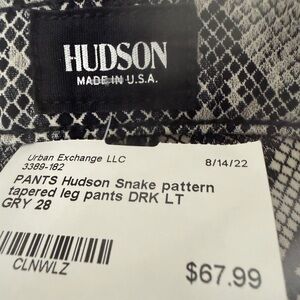 HUDSON
MADE IN U.S.A.
Urban Exchange LLC
3389-182 8/14/22
PANTS Hudson Snake pattern
tapered leg pants DRK LT
GRY 28
CLNWLZ $67.99